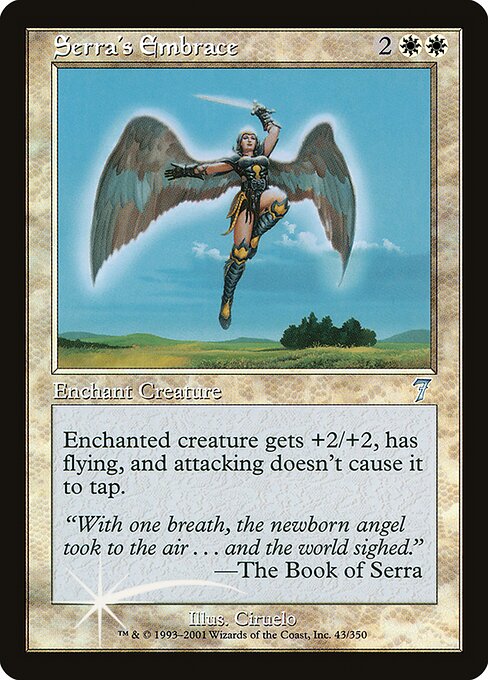 Serra's Embrace 2
Enchant Creature 7
Enchanted creature gets +2/+2, has
flying, and attacking doesn't cause it
to tap.
“With one breath, the newborn angel
took to the air . . . and the world sighed.”
—The Book of Serra
Illus. Ciruelo
™ & © 1993–2001 Wizards of the Coast, Inc. 43/350